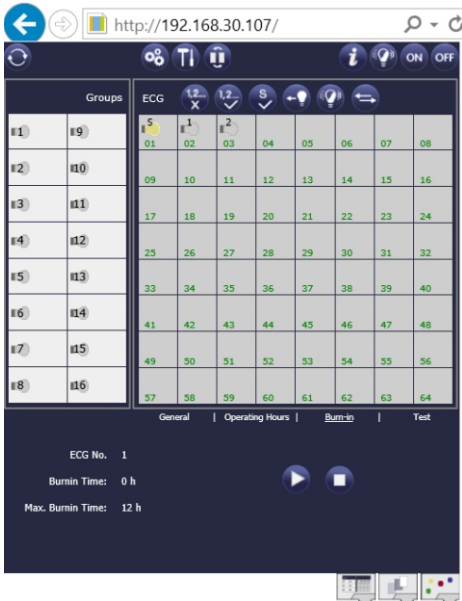 http://192.168.30.107/
i ON OFF
Groups
ECG 1,2... 1,2... S
1 9
2 10
3 11
4 12
5 13
6 14
7 15
8 16
S 1 2
01 02 03 04 05 06 07 08
09 10 11 12 13 14 15 16
17 18 19 20 21 22 23 24
25 26 27 28 29 30 31 32
33 34 35 36 37 38 39 40
41 42 43 44 45 46 47 48
49 50 51 52 53 54 55 56
57 58 59 60 61 62 63 64
General | Operating Hours | Burn-in | Test
ECG No. 1
Burnin Time: 0 h
Max. Burnin Time: 12 h